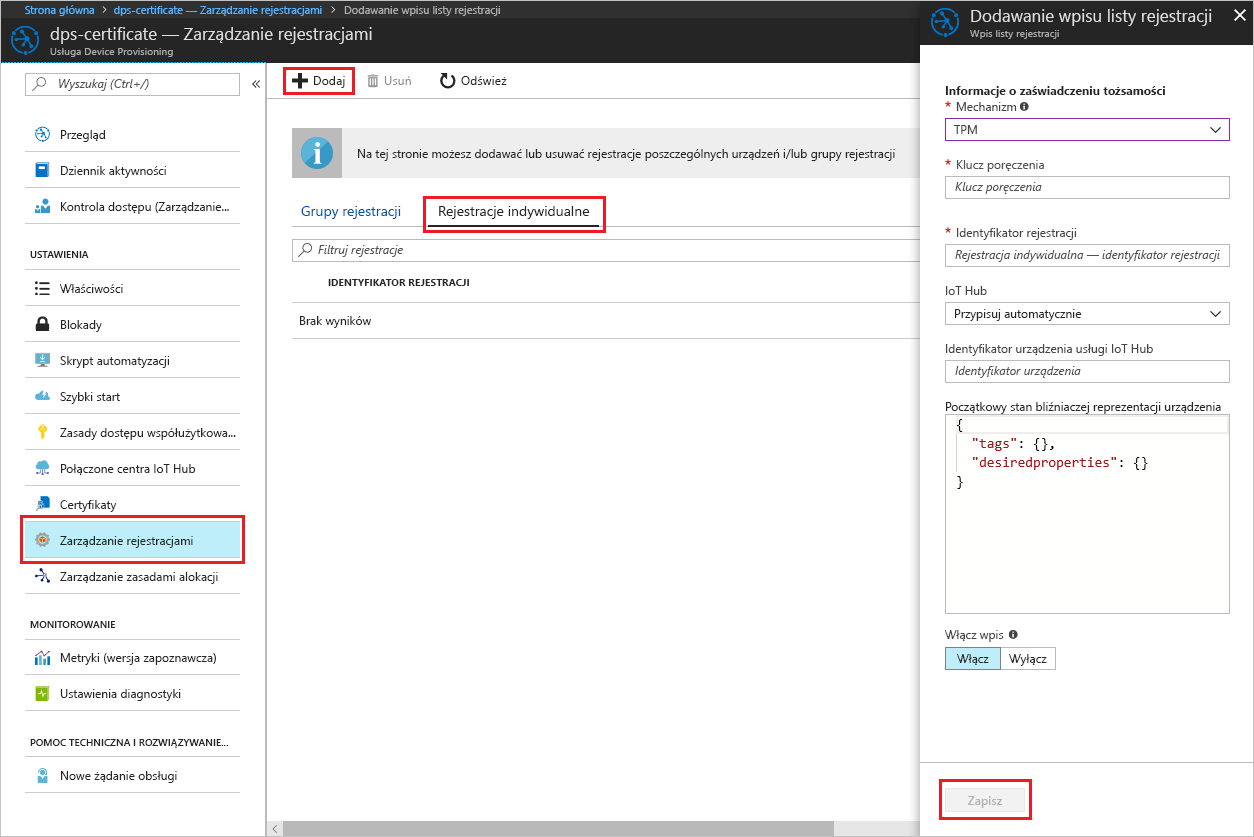 Strona główna > dps-certificate — Zarządzanie rejestracjami > Dodawanie wpisu listy rejestracji
dps-certificate — Zarządzanie rejestracjami
Usługa Device Provisioning
Wyszukaj (Ctrl+/)
«
Przegląd
Dziennik aktywności
Kontrola dostępu (Zarządzanie...
USTAWIENIA
Właściwości
Blokady
Skrypt automatyzacji
Szybki start
Zasady dostępu współużytkowa...
Połączone centra IoT Hub
Certyfikaty
Zarządzanie rejestracjami
Zarządzanie zasadami alokacji
MONITOROWANIE
Metryki (wersja zapoznawcza)
Ustawienia diagnostyki
POMOC TECHNICZNA I ROZWIĄZYWANIE...
Nowe żądanie obsługi
Dodaj Usuń Odśwież
Na tej stronie możesz dodawać lub usuwać rejestracje poszczególnych urządzeń i/lub grupy rejestracji
Grupy rejestracji Rejestracje indywidualne
Filtruj rejestracje
IDENTYFIKATOR REJESTRACJI
Brak wyników
Dodawanie wpisu listy rejestracji
Wpis listy rejestracji
Informacje o zaświadczeniu tożsamości
* Mechanizm
TPM
* Klucz poręczenia
Klucz poręczenia
* Identyfikator rejestracji
Rejestracja indywidualna — identyfikator rejestracji
IoT Hub
Przypisuj automatycznie
Identyfikator urządzenia usługi IoT Hub
Identyfikator urządzenia
Początkowy stan bliźniaczej reprezentacji urządzenia
{
"tags": {},
"desiredproperties": {}
}
Włącz wpis
Włącz Wyłącz
Zapisz